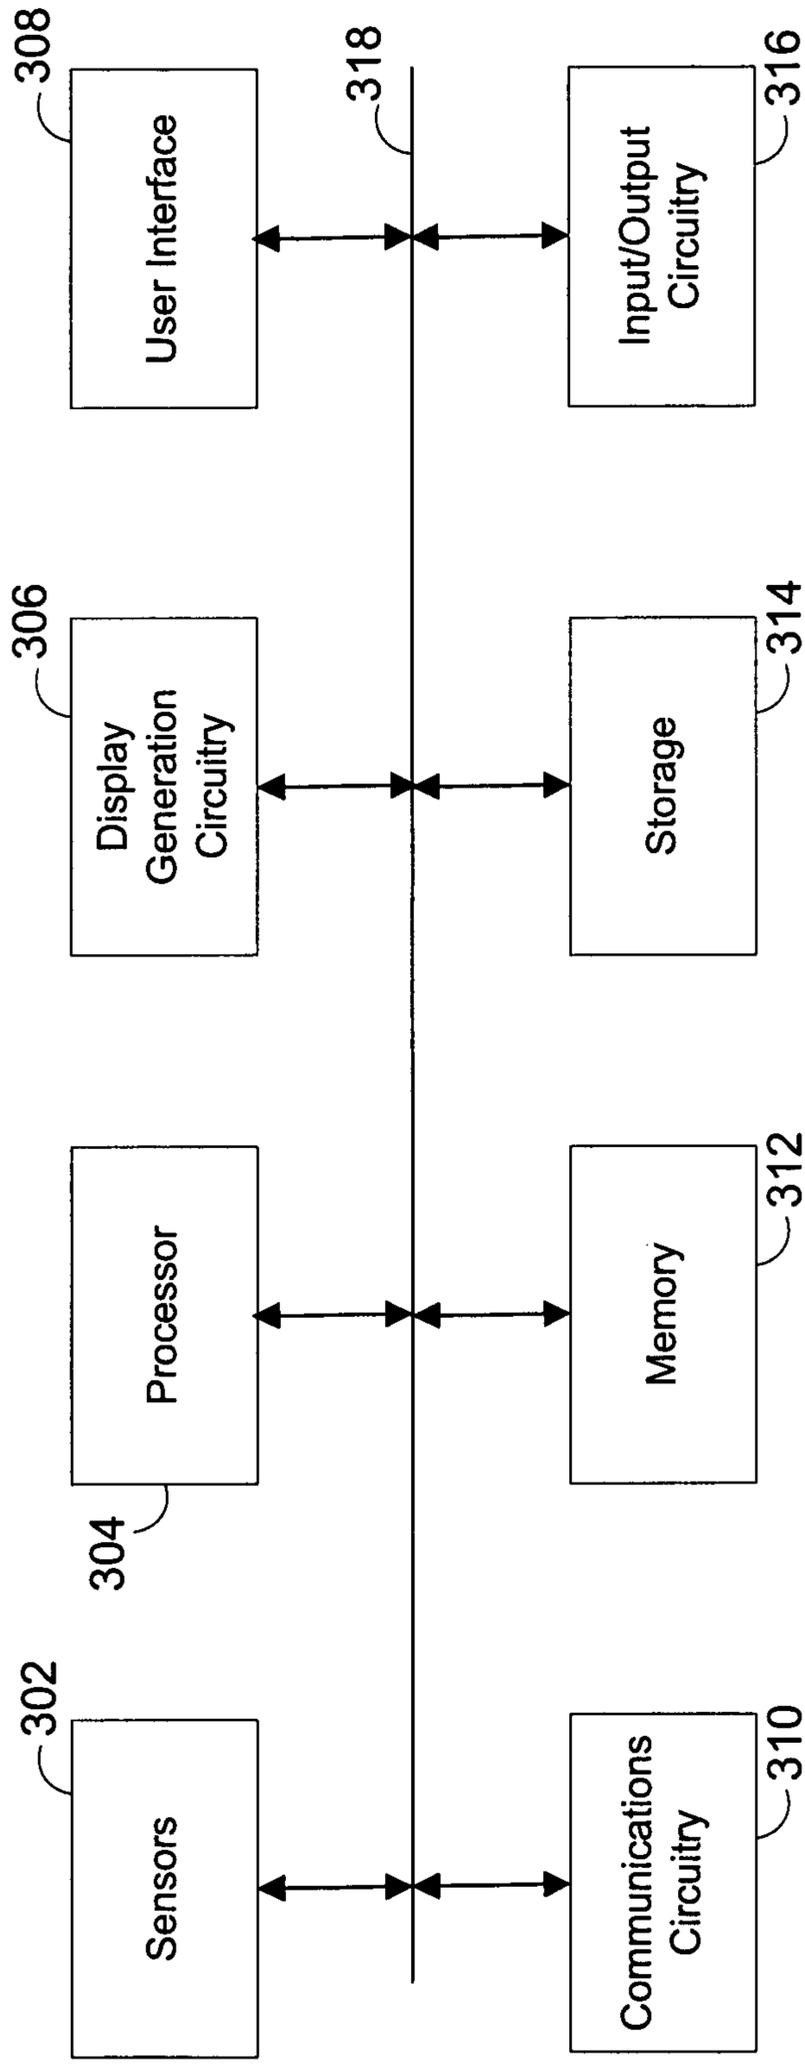 302
Sensors
304
Processor
306
Display
Generation
Circuitry
308
User Interface
318
Communications
Circuitry
310
Memory
312
Storage
314
Input/Output
Circuitry
316